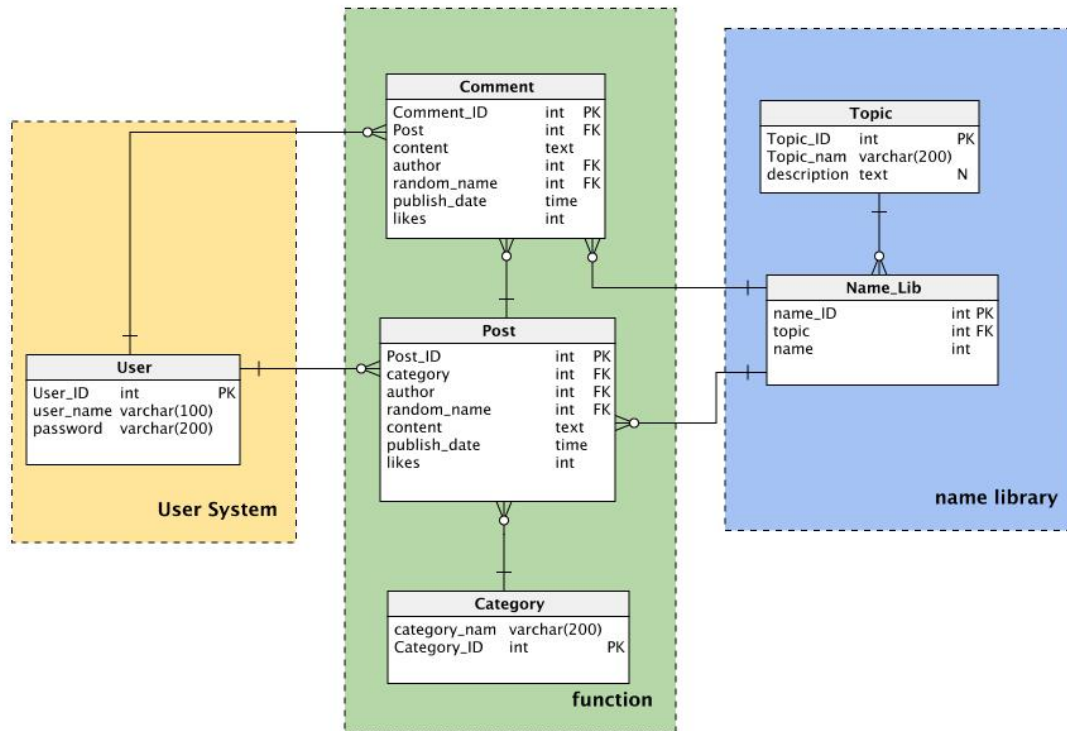 Comment
Comment_ID int PK
Post int FK
content text
author int FK
random_name int FK
publish_date time
likes int
Topic
Topic_ID int PK
Topic_nam varchar(200)
description text N
Name_Lib
name_ID int PK
topic int FK
name int
Post
Post_ID int PK
category int FK
author int FK
random_name int FK
content text
publish_date time
likes int
User
User_ID int PK
user_name varchar(100)
password varchar(200)
User System
name library
Category
category_nam varchar(200)
Category_ID int PK
function